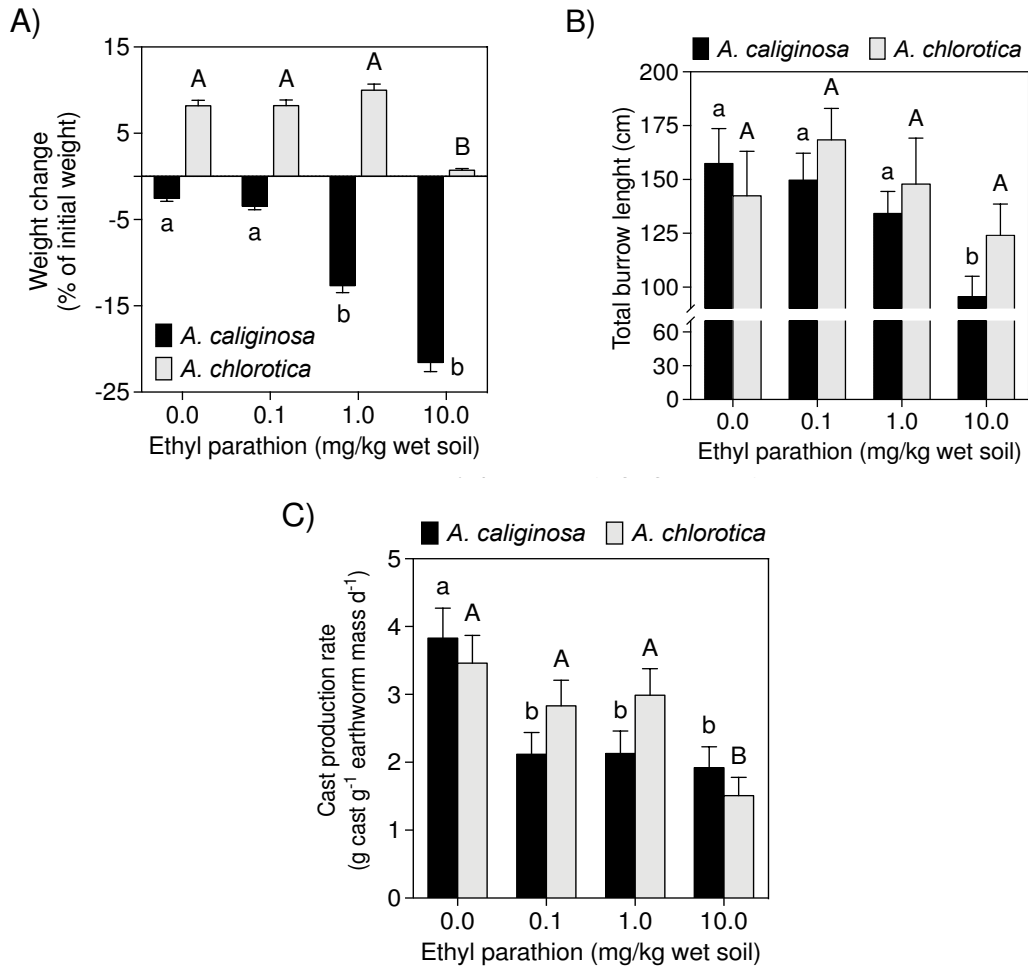 A)
15
5
-5
-15
-25
Weight change
(% of initial weight)
A A A B
a a b b
A. caliginosa
A. chlorotica
0.0 0.1 1.0 10.0
Ethyl parathion (mg/kg wet soil)
B)
A. caliginosa A. chlorotica
200
175
150
125
100
60
30
0
Total burrow lenght (cm)
a A a A a A b A
0.0 0.1 1.0 10.0
Ethyl parathion (mg/kg wet soil)
C)
A. caliginosa A. chlorotica
5
4
3
2
1
0
Cast production rate
(g cast g-1 earthworm mass d-1)
a A b A b A b B
0.0 0.1 1.0 10.0
Ethyl parathion (mg/kg wet soil)